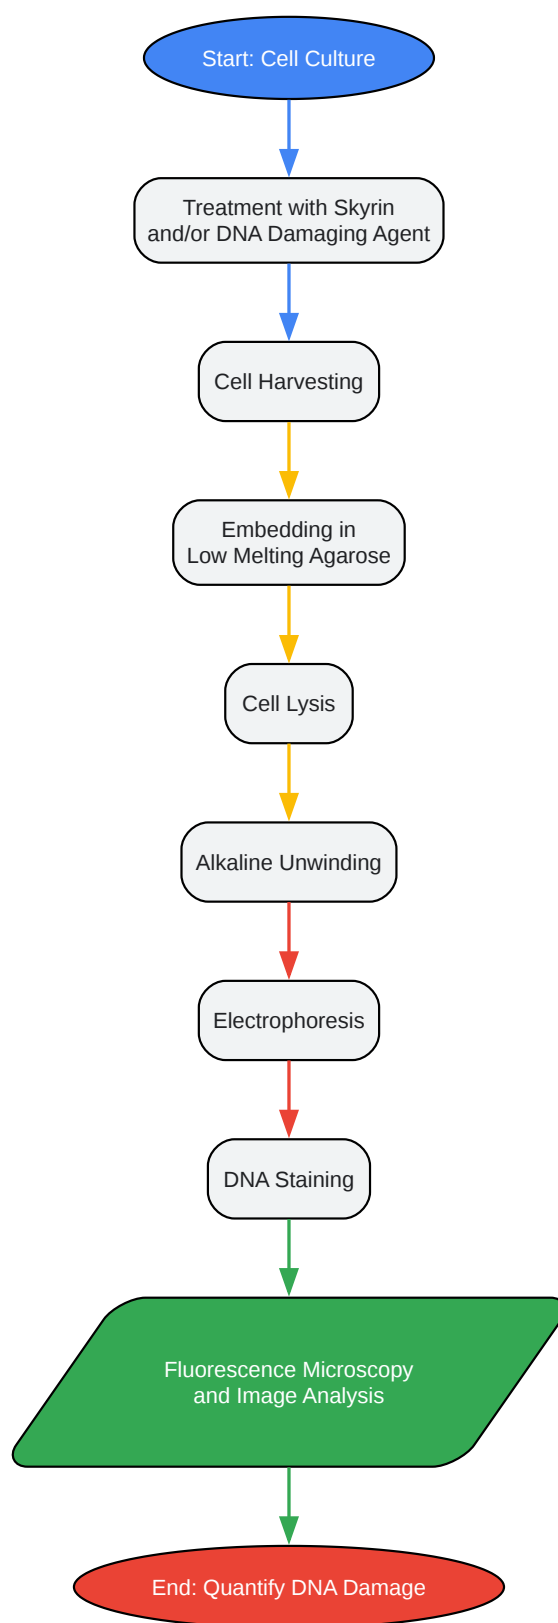 Start: Cell Culture
Treatment with Skyrin
and/or DNA Damaging Agent
Cell Harvesting
Embedding in
Low Melting Agarose
Cell Lysis
Alkaline Unwinding
Electrophoresis
DNA Staining
Fluorescence Microscopy
and Image Analysis
End: Quantify DNA Damage